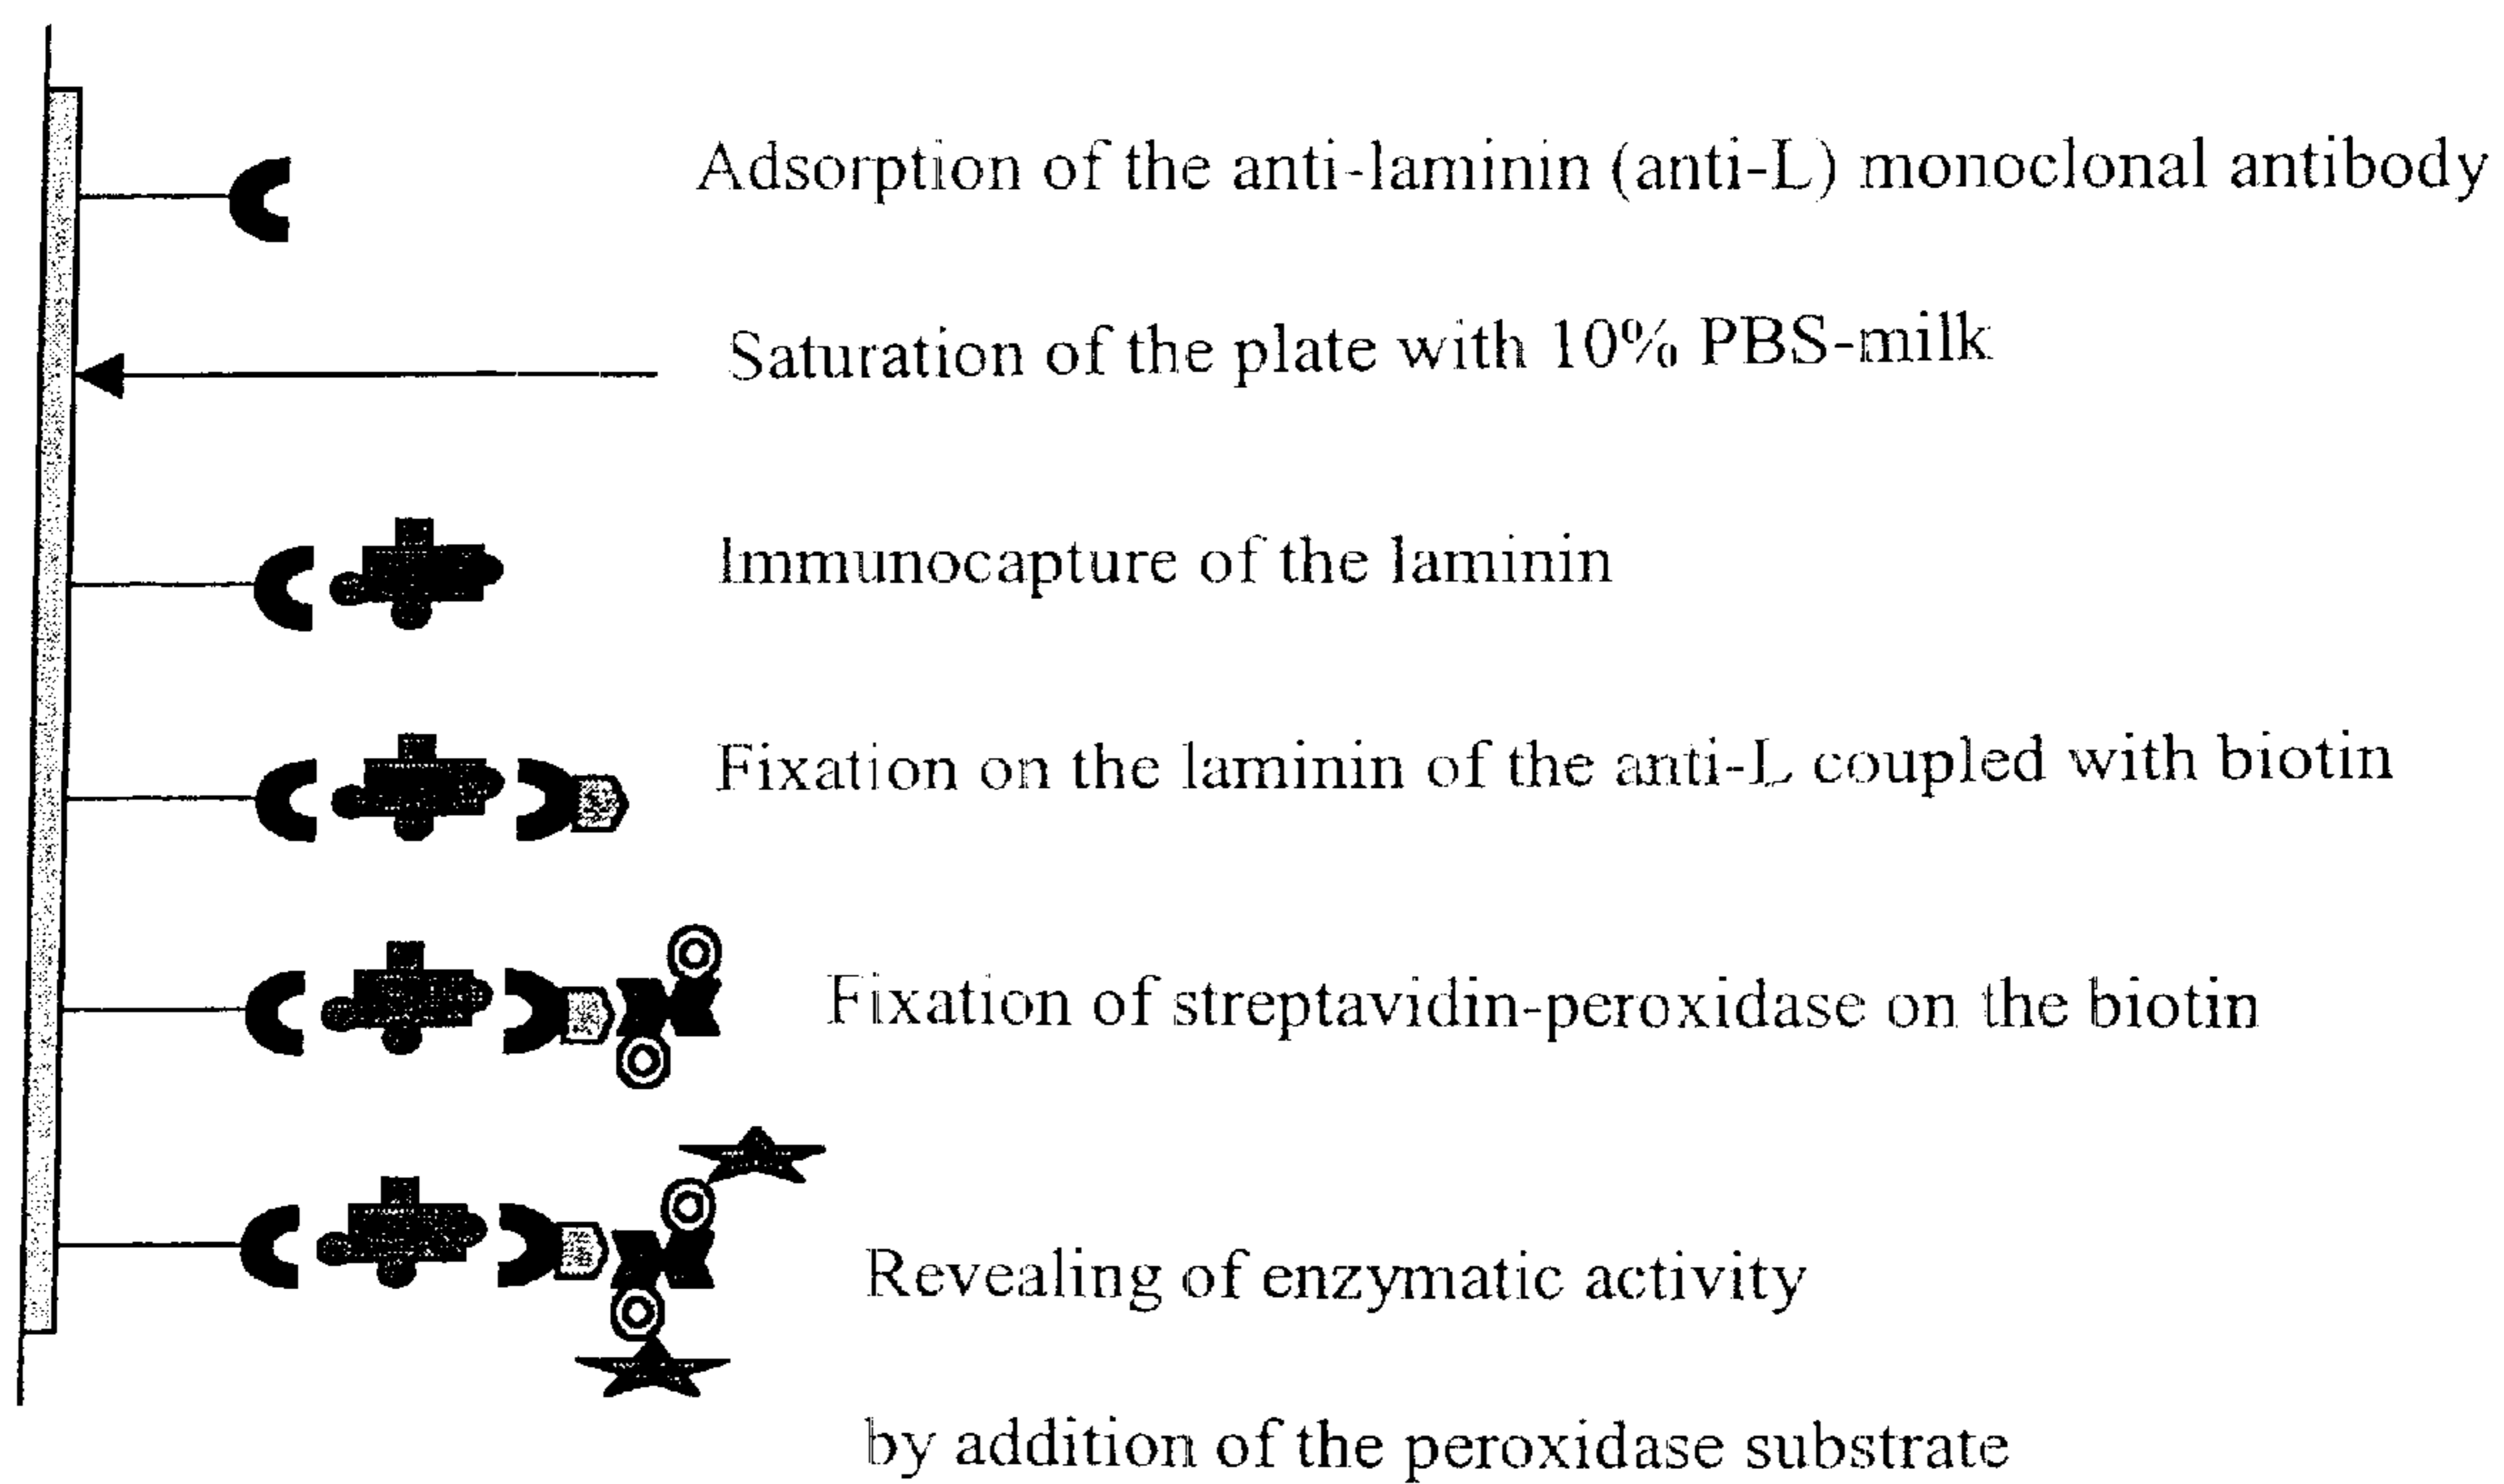 Adsorption of the anti-laminin (anti-L) monoclonal antibody
Saturation of the plate with 10% PBS-milk
Immunocapture of the laminin
Fixation on the laminin of the anti-L coupled with biotin
Fixation of streptavidin-peroxidase on the biotin
Revealing of enzymatic activity
by addition of the peroxidase substrate